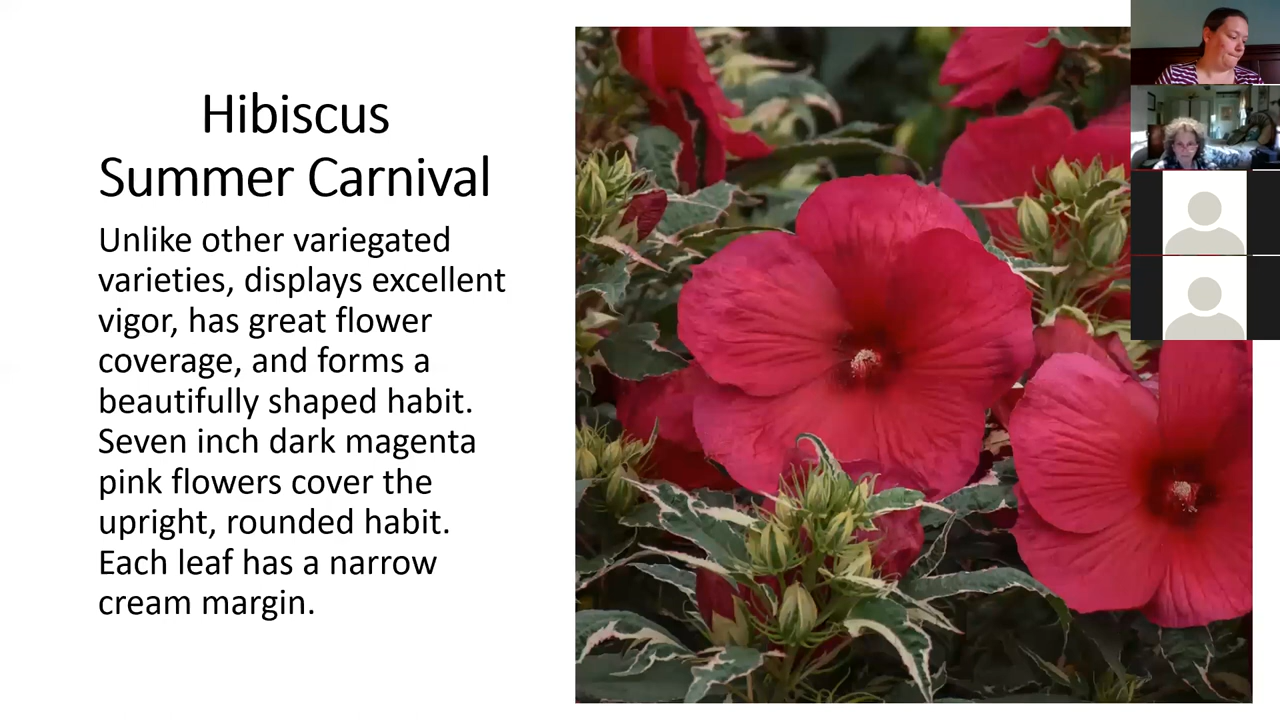 Hibiscus
Summer Carnival
Unlike other variegated
varieties, displays excellent
vigor, has great flower
coverage, and forms a
beautifully shaped habit.
Seven inch dark magenta
pink flowers cover the
upright, rounded habit.
Each leaf has a narrow
cream margin.